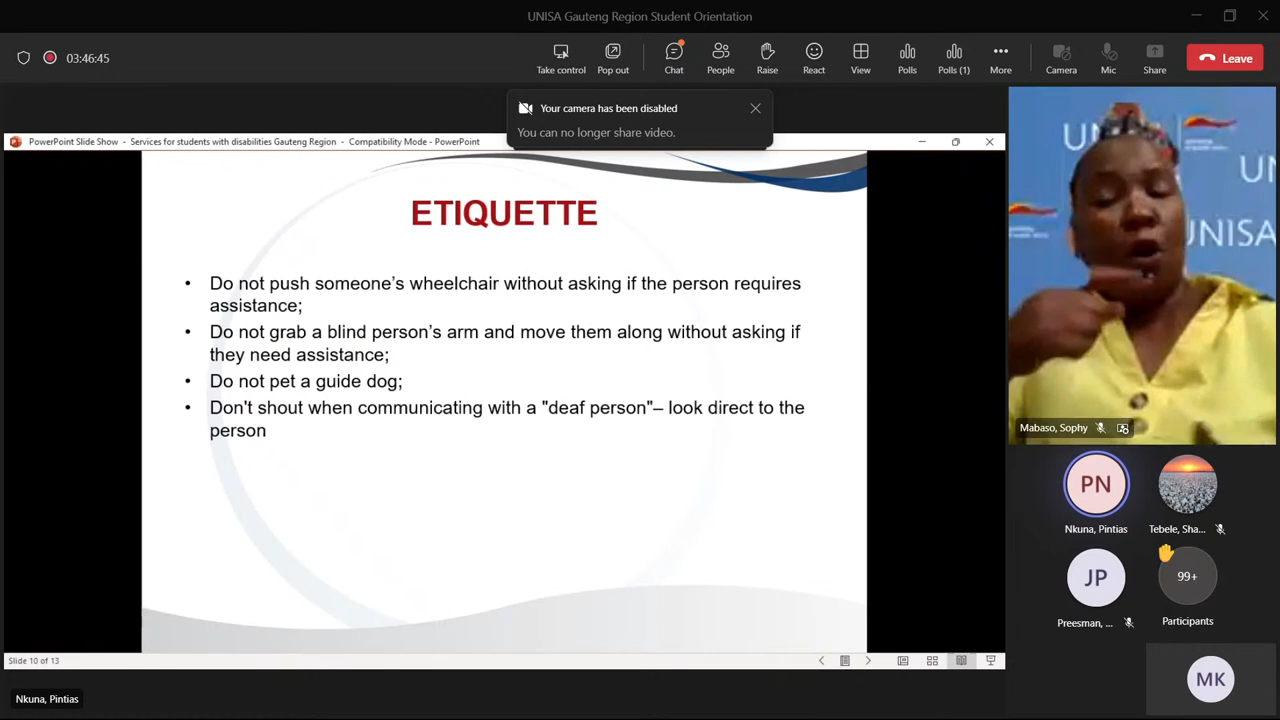 UNISA Gauteng Region Student Orientation
03:46:45
Take control
Pop out
Chat
People
Raise
React
View
Polls
Polls (1)
More
Camera
Mic
Share
Leave
Your camera has been disabled
You can no longer share video.
PowerPoint Slide Show - Services for students with disabilities Gauteng Region - Compatibility Mode - PowerPoint
ETIQUETTE
• Do not push someone's wheelchair without asking if the person requires
assistance;
• Do not grab a blind person's arm and move them along without asking if
they need assistance;
• Do not pet a guide dog;
• Don't shout when communicating with a "deaf person"– look direct to the
person
Slide 10 of 13
Nkuna, Pintias
UNISA
UNISA
UNISA
Mabaso, Sophy
PN
Nkuna, Pintias
Tebele, Sha...
JP
Preesman, ...
99+
Participants
MK